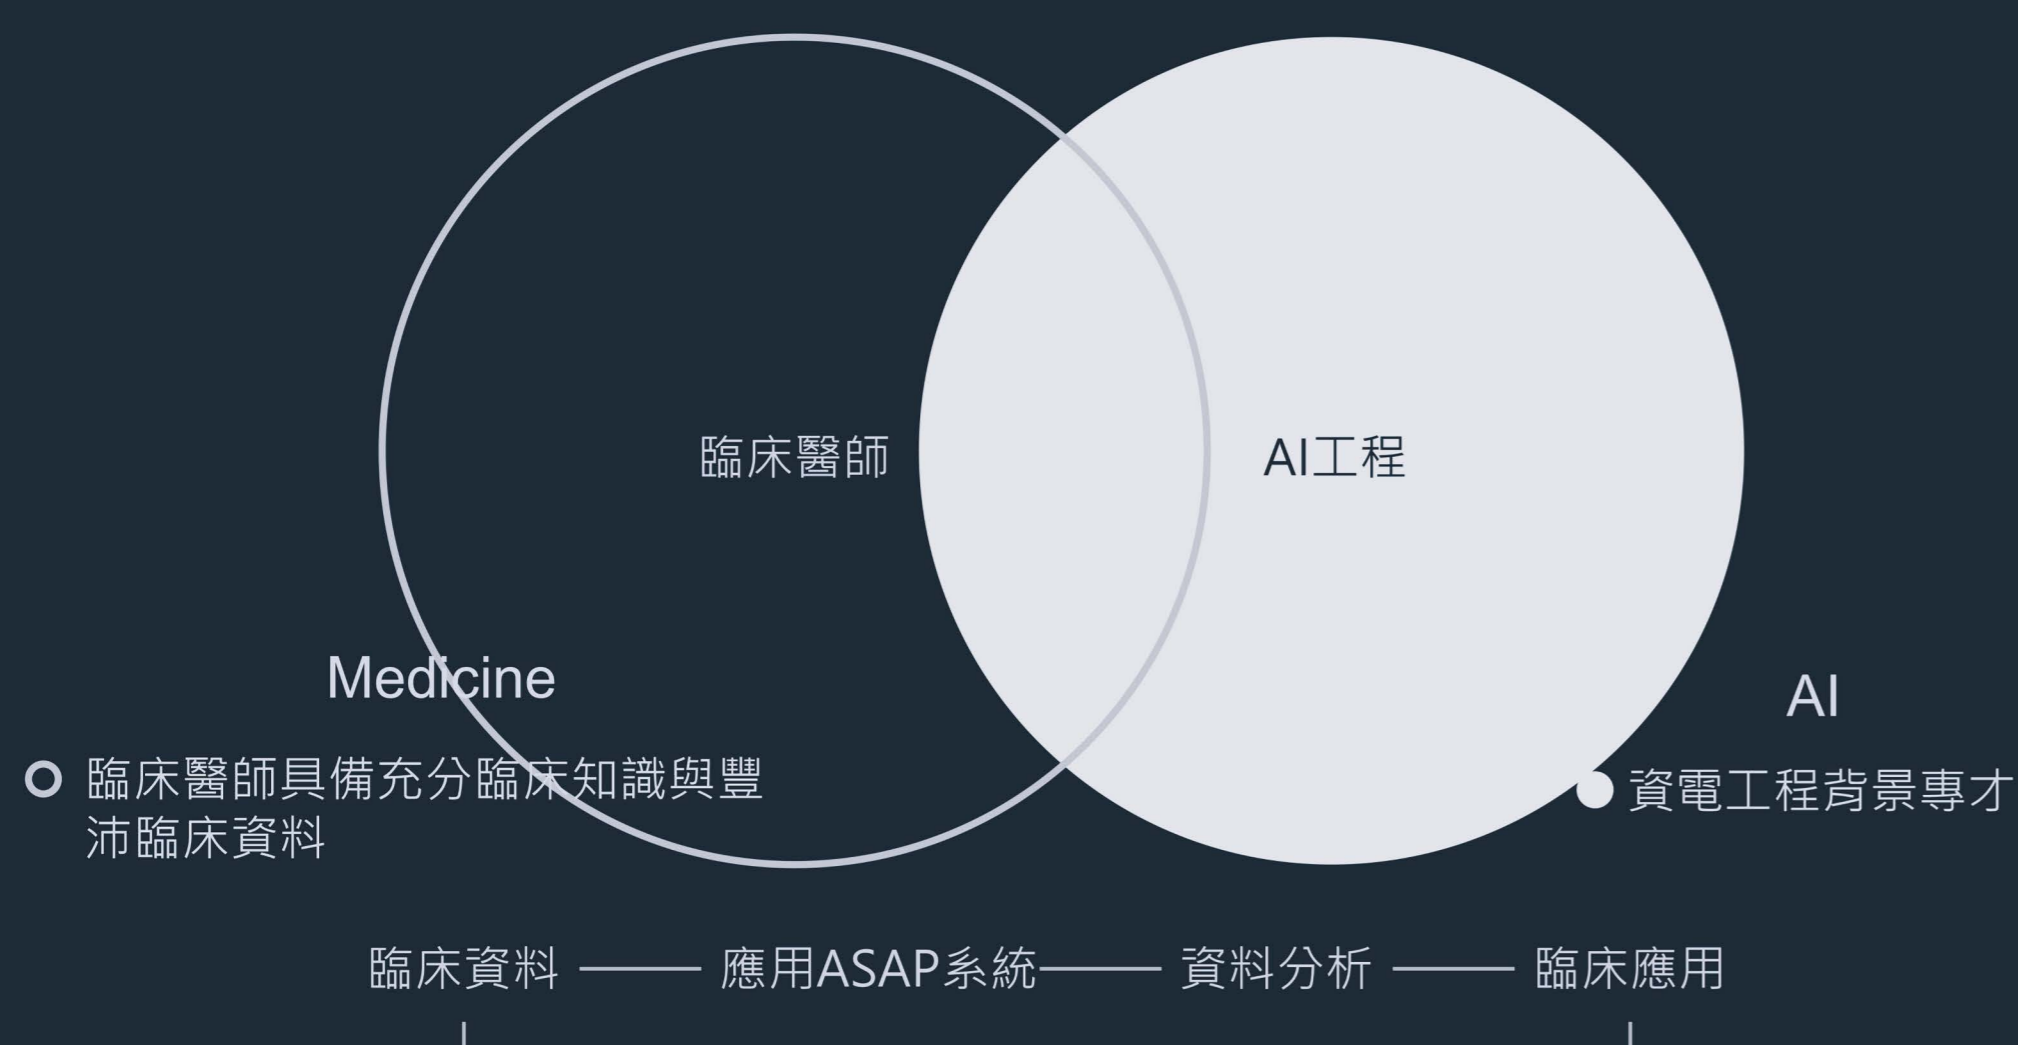 臨床醫師
AI工程
Medicine
AI
臨床醫師具備充分臨床知識與豐
沛臨床資料
資電工程背景專才
臨床資料
應用ASAP系統
資料分析
臨床應用